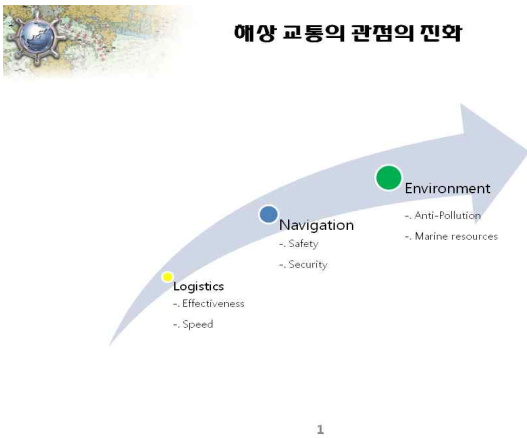 해상 교통의 관점의 진화
Environment
-. Anti-Pollution
-. Marine resources
Navigation
-. Safety
-. Security
Logistics
-. Effectiveness
-. Speed
1